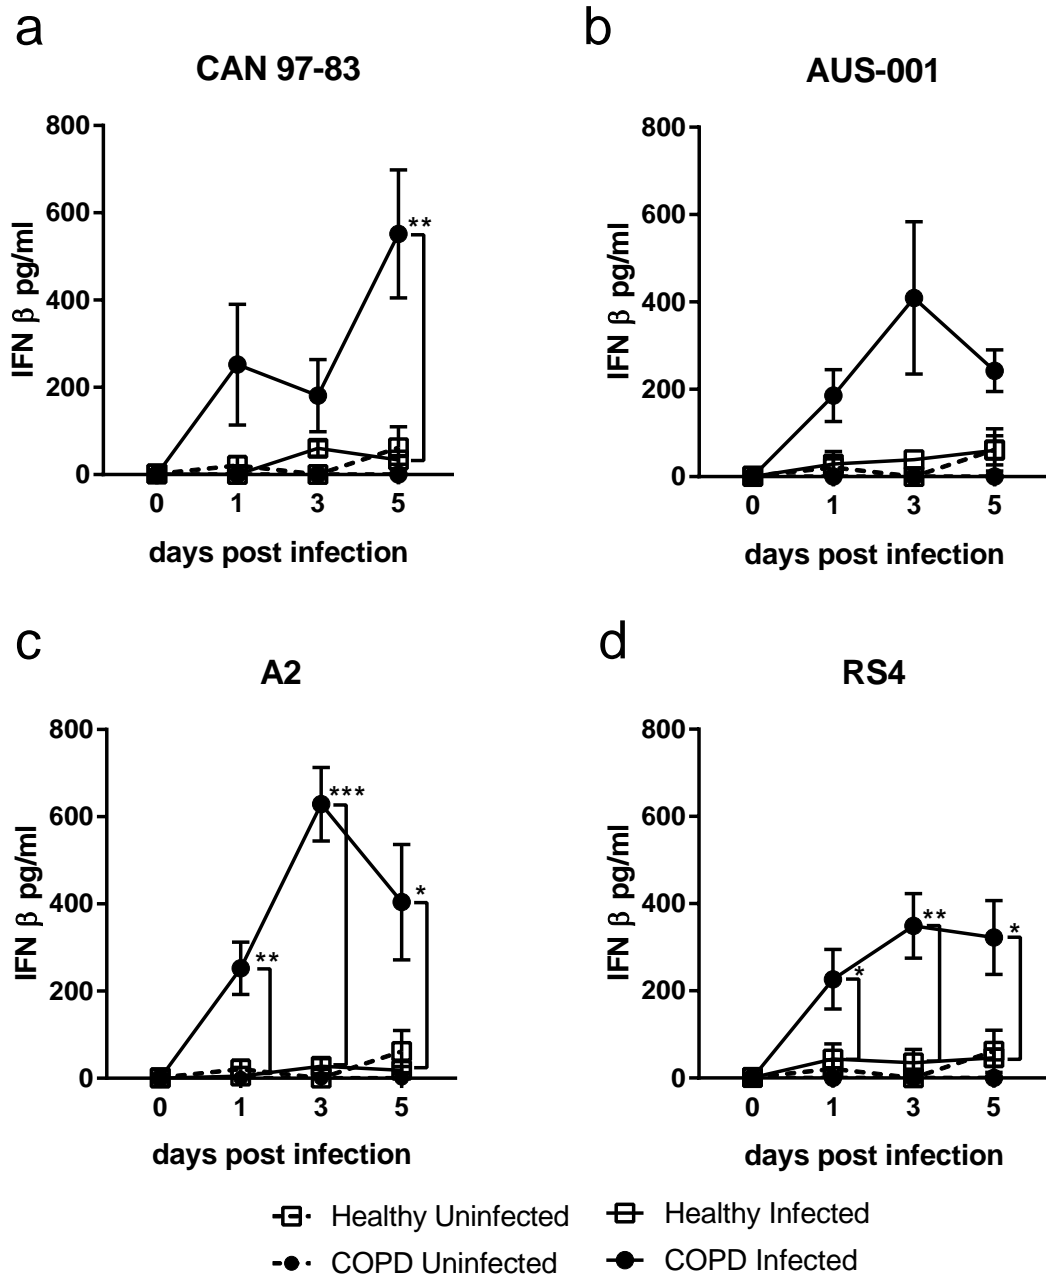 a
CAN 97-83
800
600
400
200
0
IFN β pg/ml
**
0 1 3 5
days post infection
b
AUS-001
800
600
400
200
0
IFN β pg/ml
0 1 3 5
days post infection
c
A2
800
600
400
200
0
IFN β pg/ml
**
***
*
0 1 3 5
days post infection
d
RS4
800
600
400
200
0
IFN β pg/ml
*
**
*
0 1 3 5
days post infection
Healthy Uninfected
Healthy Infected
COPD Uninfected
COPD Infected